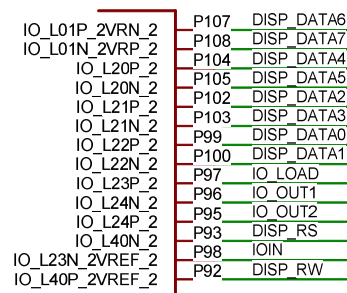 IO_L01P_2VRN_2 P107 DISP_DATA6
IO_L01N_2VRP_2 P108 DISP_DATA7
IO_L20P_2 P104 DISP_DATA4
IO_L20N_2 P105 DISP_DATA5
IO_L21P_2 P102 DISP_DATA2
IO_L21N_2 P103 DISP_DATA3
IO_L22P_2 P99 DISP_DATA0
IO_L22N_2 P100 DISP_DATA1
IO_L23P_2 P97 IO_LOAD
IO_L24N_2 P96 IO_OUT1
IO_L24P_2 P95 IO_OUT2
IO_L40N_2 P93 DISP_RS
IO_L23N_2VREF_2 P98 IOIN
IO_L40P_2VREF_2 P92 DISP_RW